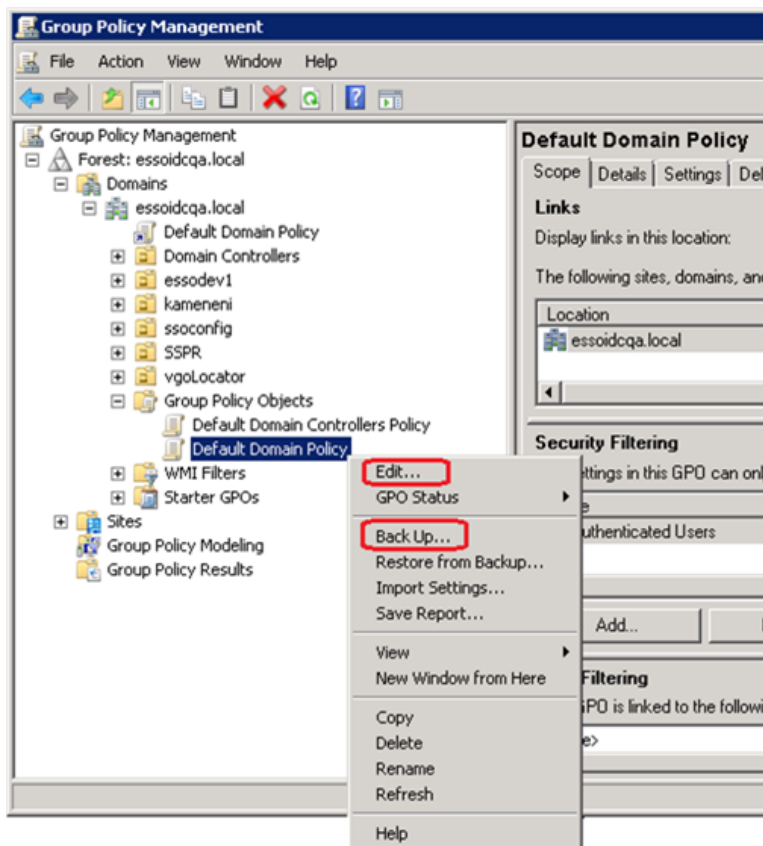 Group Policy Management
File Action View Window Help
Group Policy Management
Forest: essoidcqa.local
Domains
essoidcqa.local
Default Domain Policy
Domain Controllers
essodev1
kameneni
ssoconfig
SSPR
vgoLocator
Group Policy Objects
Default Domain Controllers Policy
Default Domain Policy
WMI Filters
Starter GPOs
Sites
Group Policy Modeling
Group Policy Results
Default Domain Policy
Scope Details Settings Del
Links
Display links in this location:
The following sites, domains, an
Location
essoidcqa.local
Security Filtering
ttings in this GPO can onl
e
uthenticated Users
Add...
Filtering
GPO is linked to the followi
e>
Edit...
GPO Status
Back Up...
Restore from Backup...
Import Settings...
Save Report...
View
New Window from Here
Copy
Delete
Rename
Refresh
Help